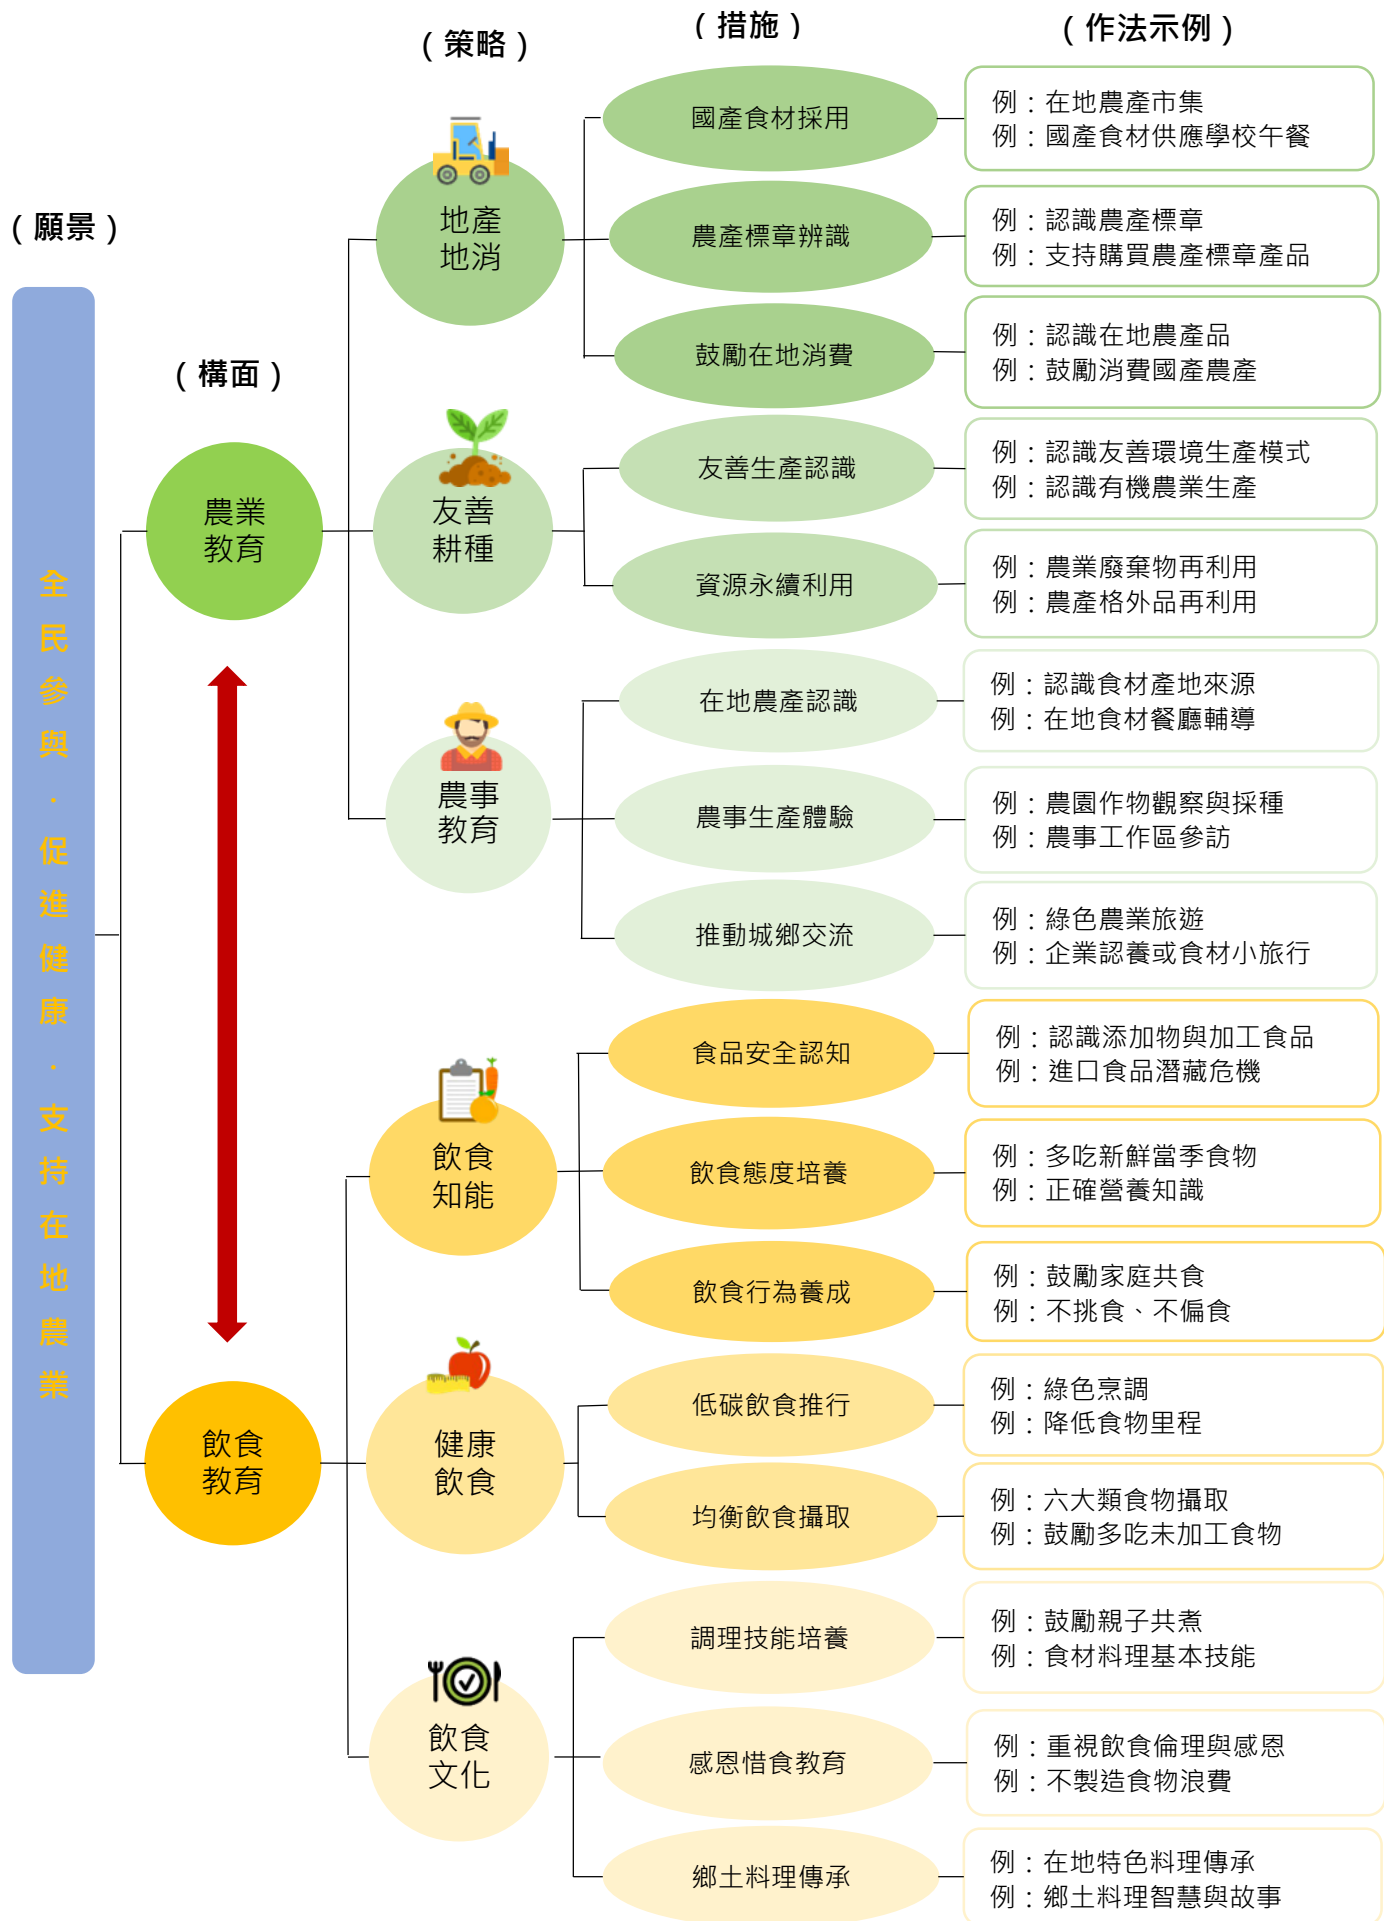 （願景）
全民參與．促進健康．支持在地農業
（構面）
農業
教育
飲食
教育
（策略）
地產
地消
友善
耕種
農事
教育
飲食
知能
健康
飲食
飲食
文化
（措施）
國產食材採用
農產標章辨識
鼓勵在地消費
友善生產認識
資源永續利用
在地農產認識
農事生產體驗
推動城鄉交流
食品安全認知
飲食態度培養
飲食行為養成
低碳飲食推行
均衡飲食攝取
調理技能培養
感恩惜食教育
鄉土料理傳承
（作法示例）
例：在地農產市集
例：國產食材供應學校午餐
例：認識農產標章
例：支持購買農產標章產品
例：認識在地農產品
例：鼓勵消費國產農產
例：認識友善環境生產模式
例：認識有機農業生產
例：農業廢棄物再利用
例：農產格外品再利用
例：認識食材產地來源
例：在地食材餐廳輔導
例：農園作物觀察與採種
例：農事工作區參訪
例：綠色農業旅遊
例：企業認養或食材小旅行
例：認識添加物與加工食品
例：進口食品潛藏危機
例：多吃新鮮當季食物
例：正確營養知識
例：鼓勵家庭共食
例：不挑食、不偏食
例：綠色烹調
例：降低食物里程
例：六大類食物攝取
例：鼓勵多吃未加工食物
例：鼓勵親子共煮
例：食材料理基本技能
例：重視飲食倫理與感恩
例：不製造食物浪費
例：在地特色料理傳承
例：鄉土料理智慧與故事